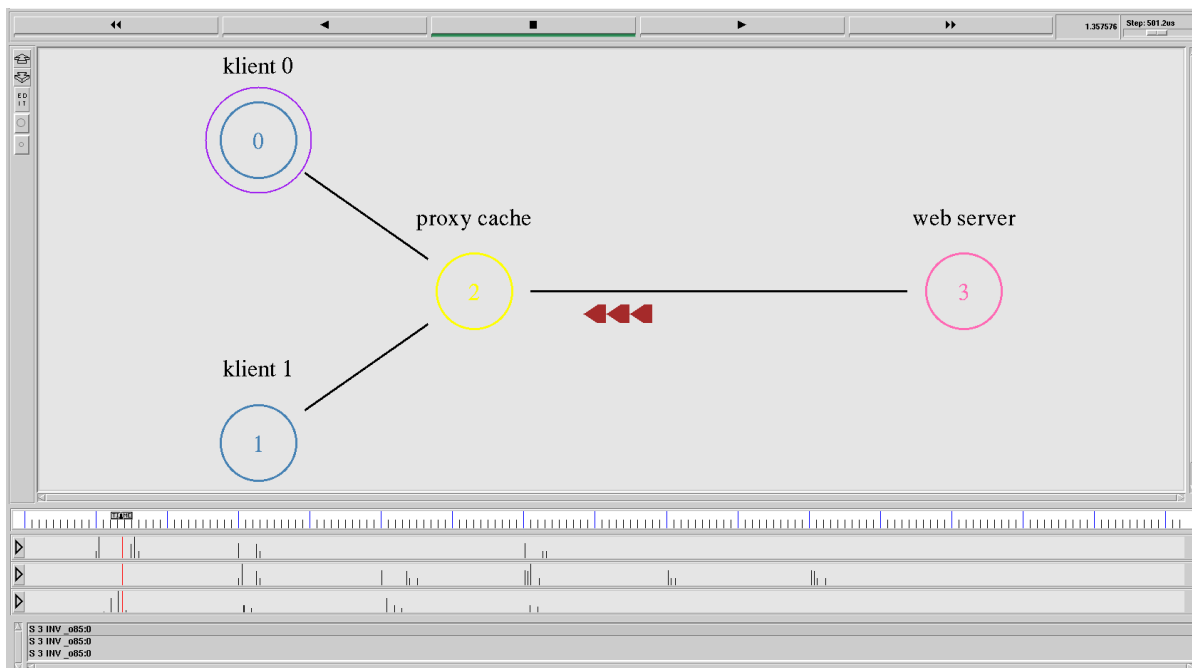 1.357576
Step: 501.2us
E D
I T
klient 0
0
proxy cache
web server
2
3
klient 1
1
S 3 INV _o85:0
S 3 INV _o85:0
S 3 INV _o85:0